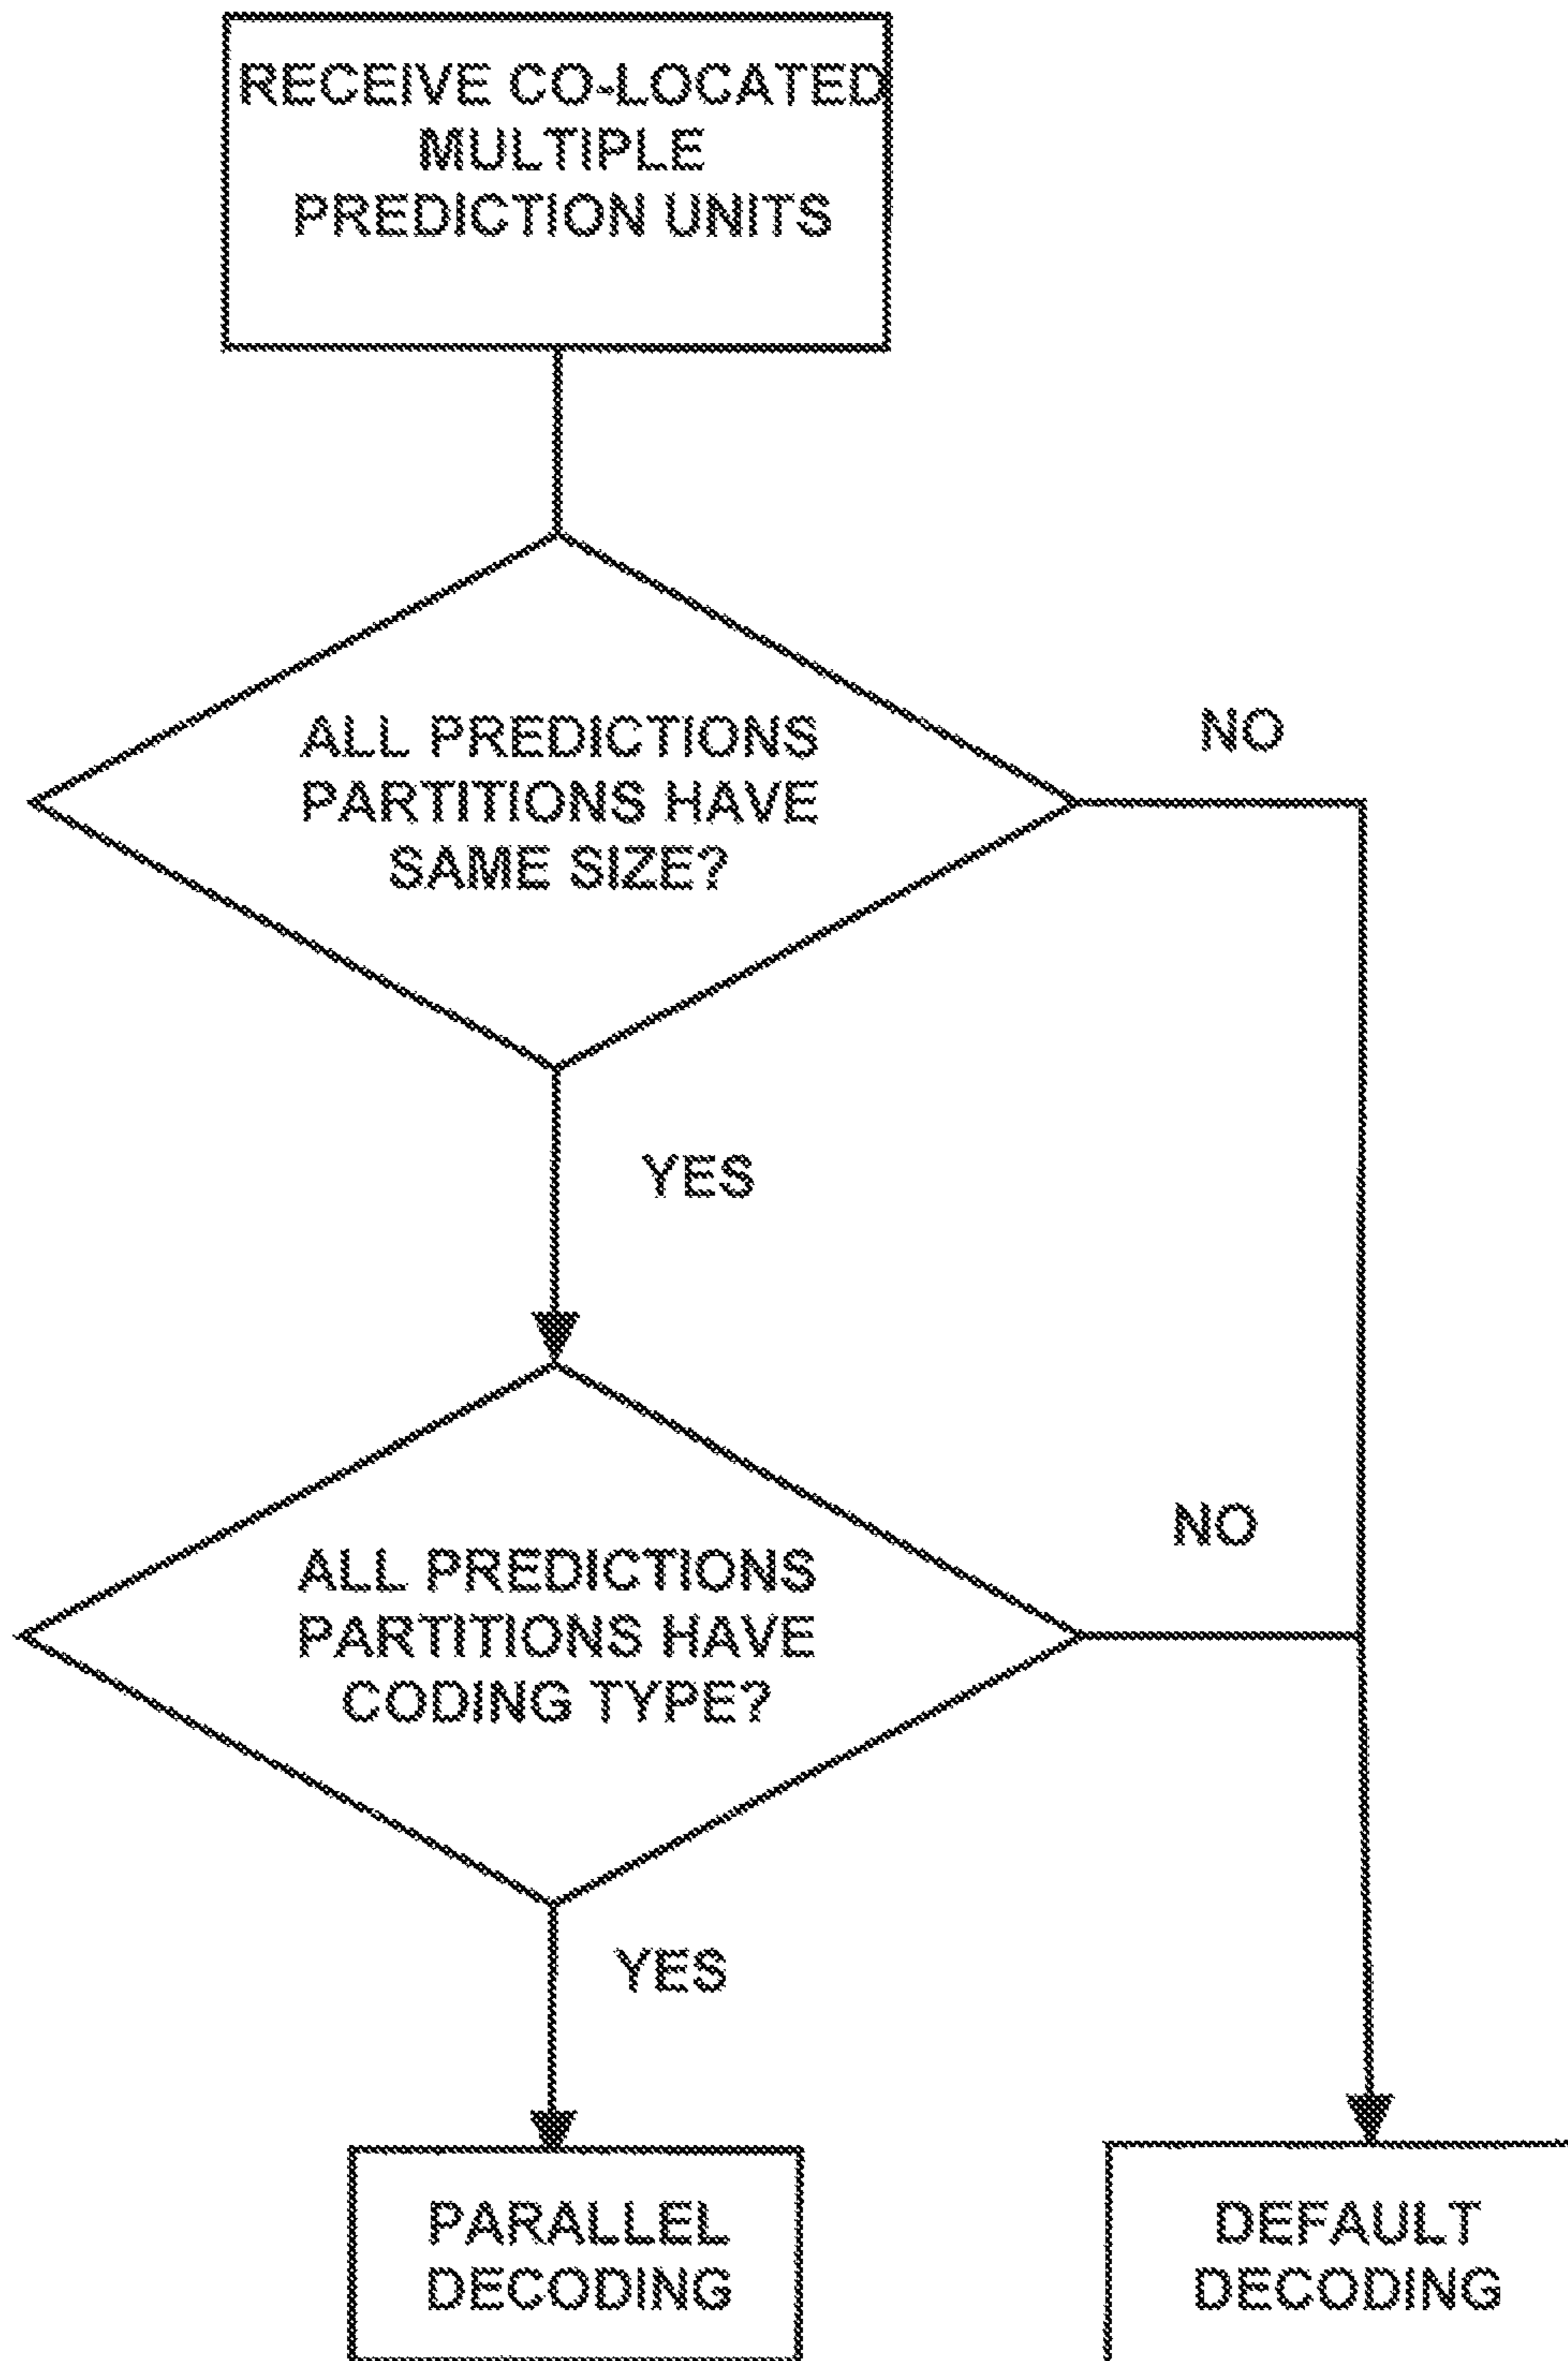 RECEIVE CO-LOCATED
MULTIPLE
PREDICTION UNITS
ALL PREDICTIONS
PARTITIONS HAVE
SAME SIZE?
NO
YES
ALL PREDICTIONS
PARTITIONS HAVE
CODING TYPE?
NO
YES
PARALLEL
DECODING
DEFAULT
DECODING